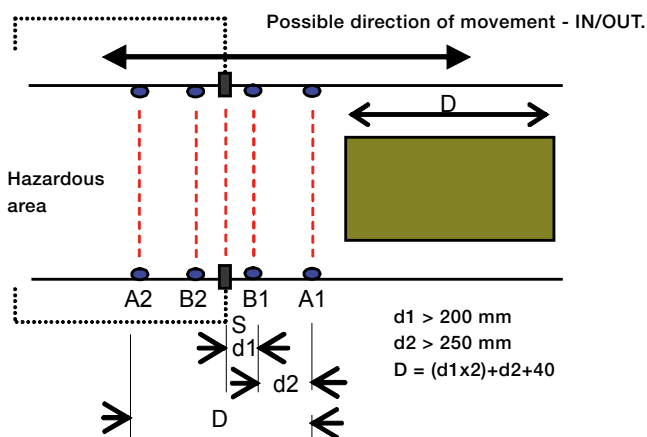 Possible direction of movement - IN/OUT.
D
Hazardous
area
A2 B2 B1 A1
S
d1
d2
D
d1 > 200 mm
d2 > 250 mm
D = (d1x2)+d2+40